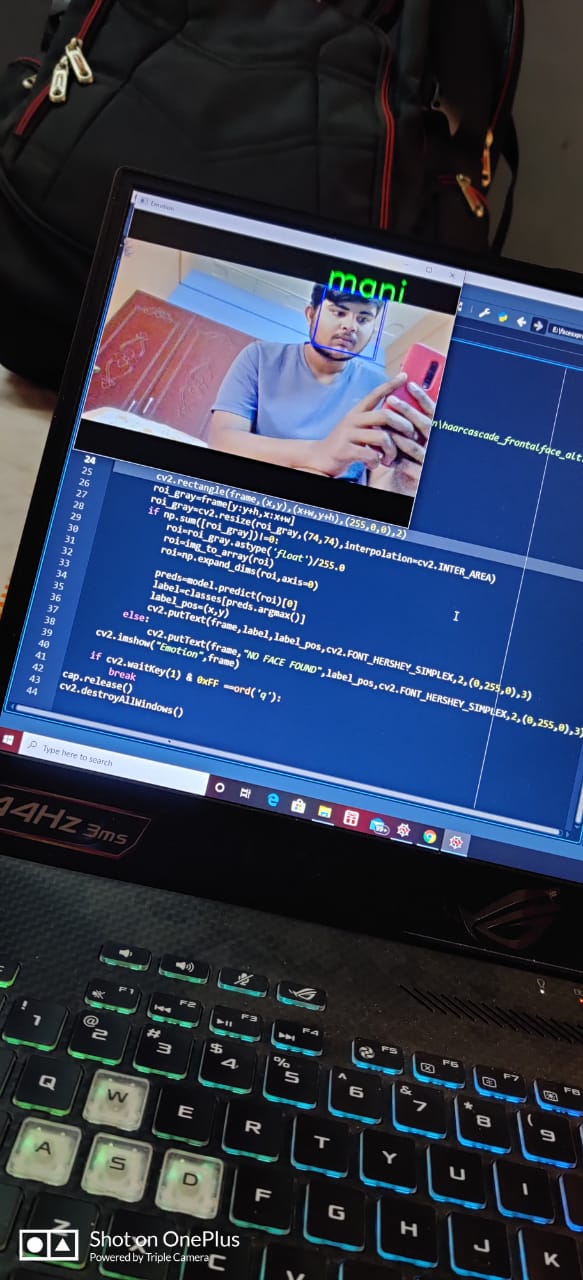 Emotion
mani
E:\faceexpre
n\haarcascade_frontalface_alt
24
25 cv2.rectangle(frame,(x,y),(x+w,y+h),(255,0,0),2)
26 roi_gray=frame[y:y+h,x:x+w]
27 roi_gray=cv2.resize(roi_gray,(74,74),interpolation=cv2.INTER_AREA)
28 if np.sum([roi_gray])!=0:
29 roi=roi_gray.astype('float')/255.0
30 roi=img_to_array(roi)
31 roi=np.expand_dims(roi,axis=0)
32
33 preds=model.predict(roi)[0]
34 label=classes[preds.argmax()]
35 label_pos=(x,y)
36 cv2.putText(frame,label,label_pos,cv2.FONT_HERSHEY_SIMPLEX,2,(0,255,0),3)
37 else:
38 cv2.putText(frame,"NO FACE FOUND",label_pos,cv2.FONT_HERSHEY_SIMPLEX,2,(0,255,0),3)
39 cv2.imshow("Emotion",frame)
40
41 if cv2.waitKey(1) & 0xFF ==ord('q'):
42 break
43 cap.release()
44 cv2.destroyAllWindows()
Type here to search
44Hz 3ms
F1 F2 F3 F4 F5 F6 F7 F8
! 1 @ 2 # 3 $ 4 % 5 ^ 6 & 7 * 8 ( 9
Q W E R T Y U I
A S D F G H J K
Z X C V
Shot on OnePlus
Powered by Triple Camera